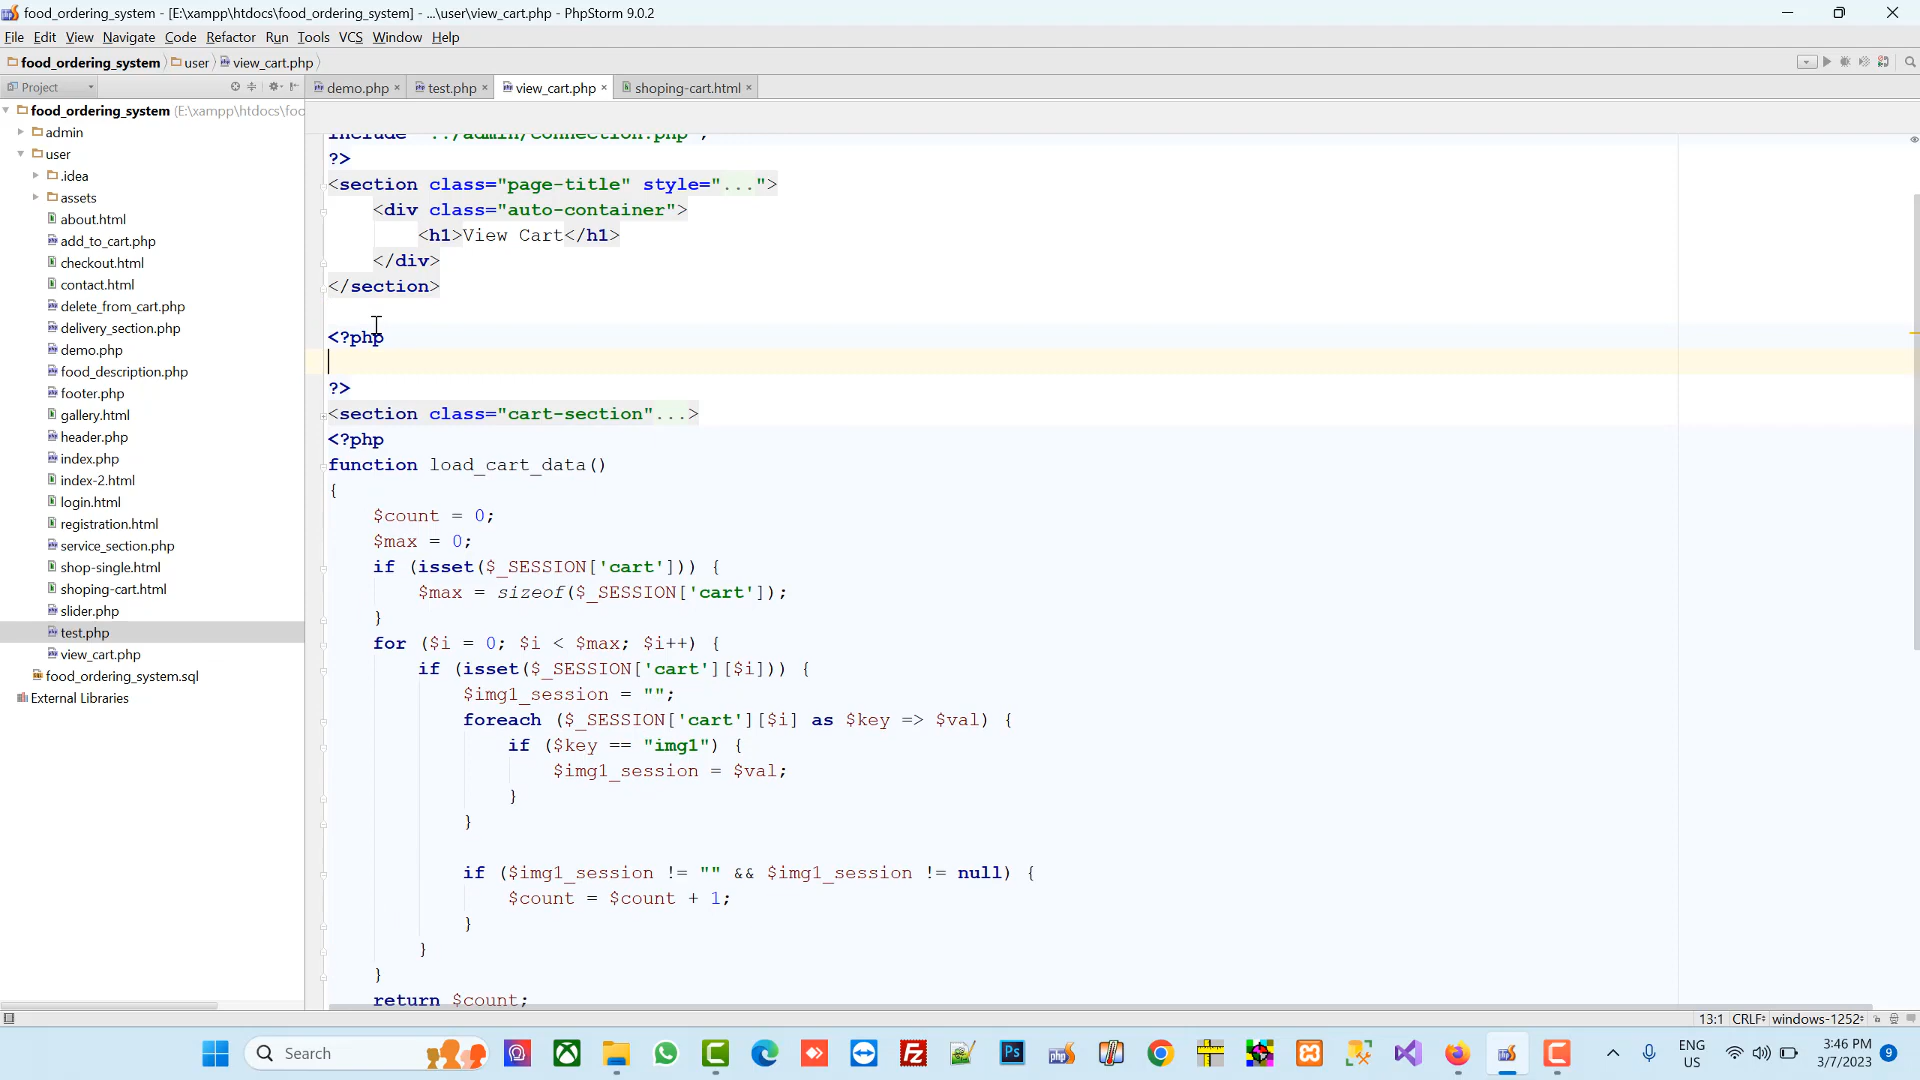 food_ordering_system - [E:\xampp\htdocs\food_ordering_system] - ...\user\view_cart.php - PhpStorm 9.0.2
File Edit View Navigate Code Refactor Run Tools VCS Window Help
food_ordering_system user view_cart.php
Project
demo.php test.php view_cart.php shoping-cart.html
food_ordering_system (E:\xampp\htdocs\foo
admin
user
.idea
assets
about.html
add_to_cart.php
checkout.html
contact.html
delete_from_cart.php
delivery_section.php
demo.php
food_description.php
footer.php
gallery.html
header.php
index.php
index-2.html
login.html
registration.html
service_section.php
shop-single.html
shoping-cart.html
slider.php
test.php
view_cart.php
food_ordering_system.sql
External Libraries
include "../admin/connection.php";
?>
<section class="page-title" style="...">
<div class="auto-container">
<h1>View Cart</h1>
</div>
</section>
<?php
?>
<section class="cart-section"...>
<?php
function load_cart_data()
{
$count = 0;
$max = 0;
if (isset($_SESSION['cart'])) {
$max = sizeof($_SESSION['cart']);
}
for ($i = 0; $i < $max; $i++) {
if (isset($_SESSION['cart'][$i])) {
$img1_session = "";
foreach ($_SESSION['cart'][$i] as $key => $val) {
if ($key == "img1") {
$img1_session = $val;
}
}
if ($img1_session != "" && $img1_session != null) {
$count = $count + 1;
}
}
}
return $count;
13:1 CRLF windows-1252
Search
ENG
US
3:46 PM
3/7/2023
9